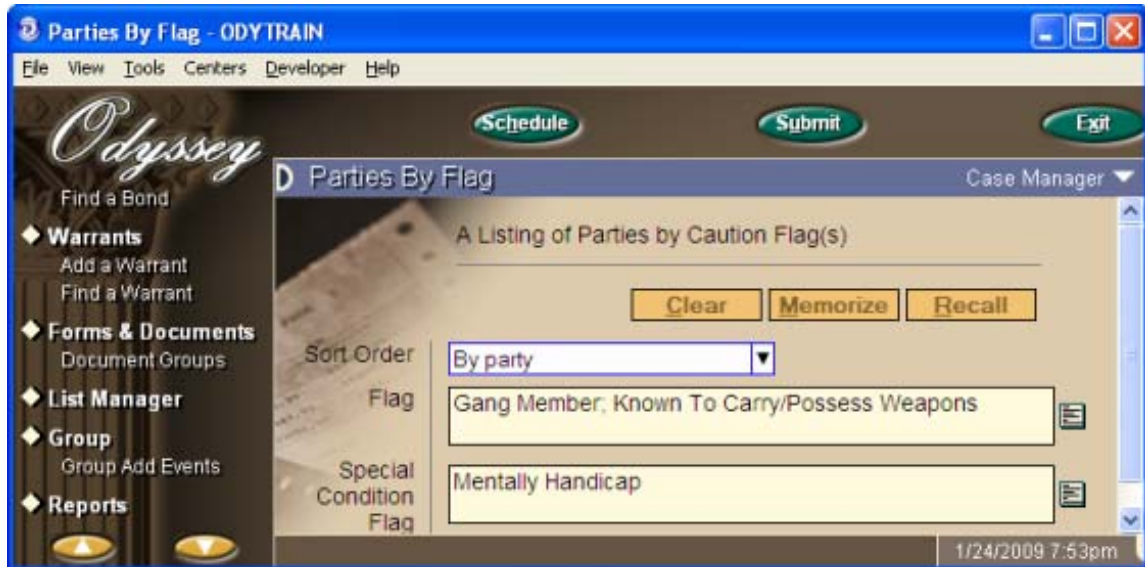 Parties By Flag - ODYTRAIN
File View Tools Centers Developer Help
Odyssey
Schedule Submit Exit
Parties By Flag Case Manager
Find a Bond
Warrants
Add a Warrant
Find a Warrant
Forms & Documents
Document Groups
List Manager
Group
Group Add Events
Reports
A Listing of Parties by Caution Flag(s)
Clear Memorize Recall
Sort Order By party
Flag Gang Member; Known To Carry/Possess Weapons
Special
Condition
Flag
Mentally Handicap
1/24/2009 7:53pm